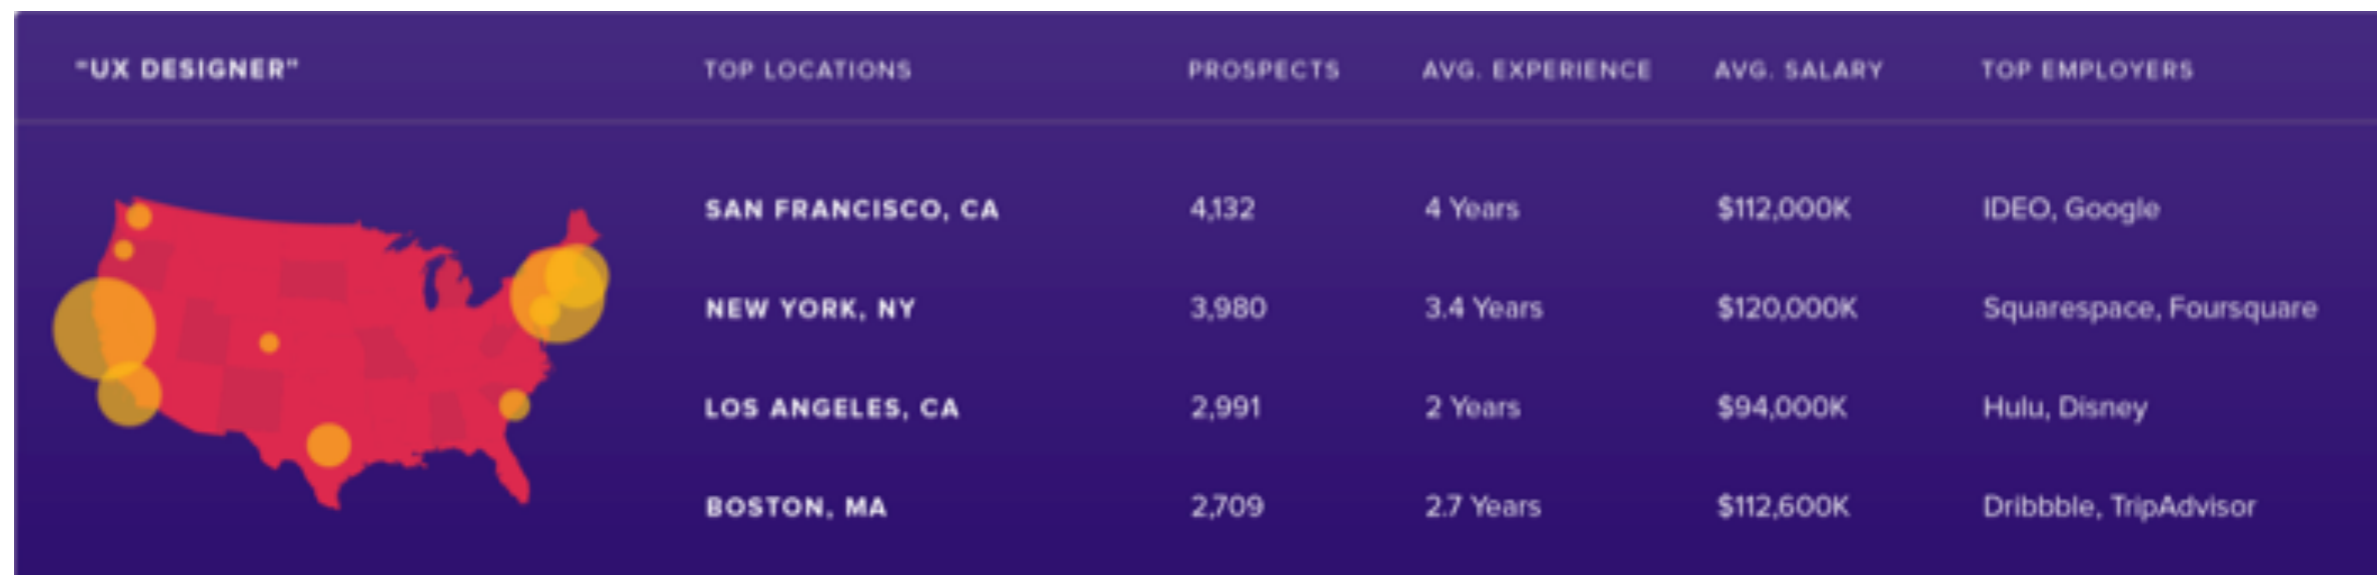 "UX DESIGNER" TOP LOCATIONS PROSPECTS AVG. EXPERIENCE AVG. SALARY TOP EMPLOYERS
SAN FRANCISCO, CA 4,132 4 Years $112,000K IDEO, Google
NEW YORK, NY 3,980 3.4 Years $120,000K Squarespace, Foursquare
LOS ANGELES, CA 2,991 2 Years $94,000K Hulu, Disney
BOSTON, MA 2,709 2.7 Years $112,600K Dribbble, TripAdvisor